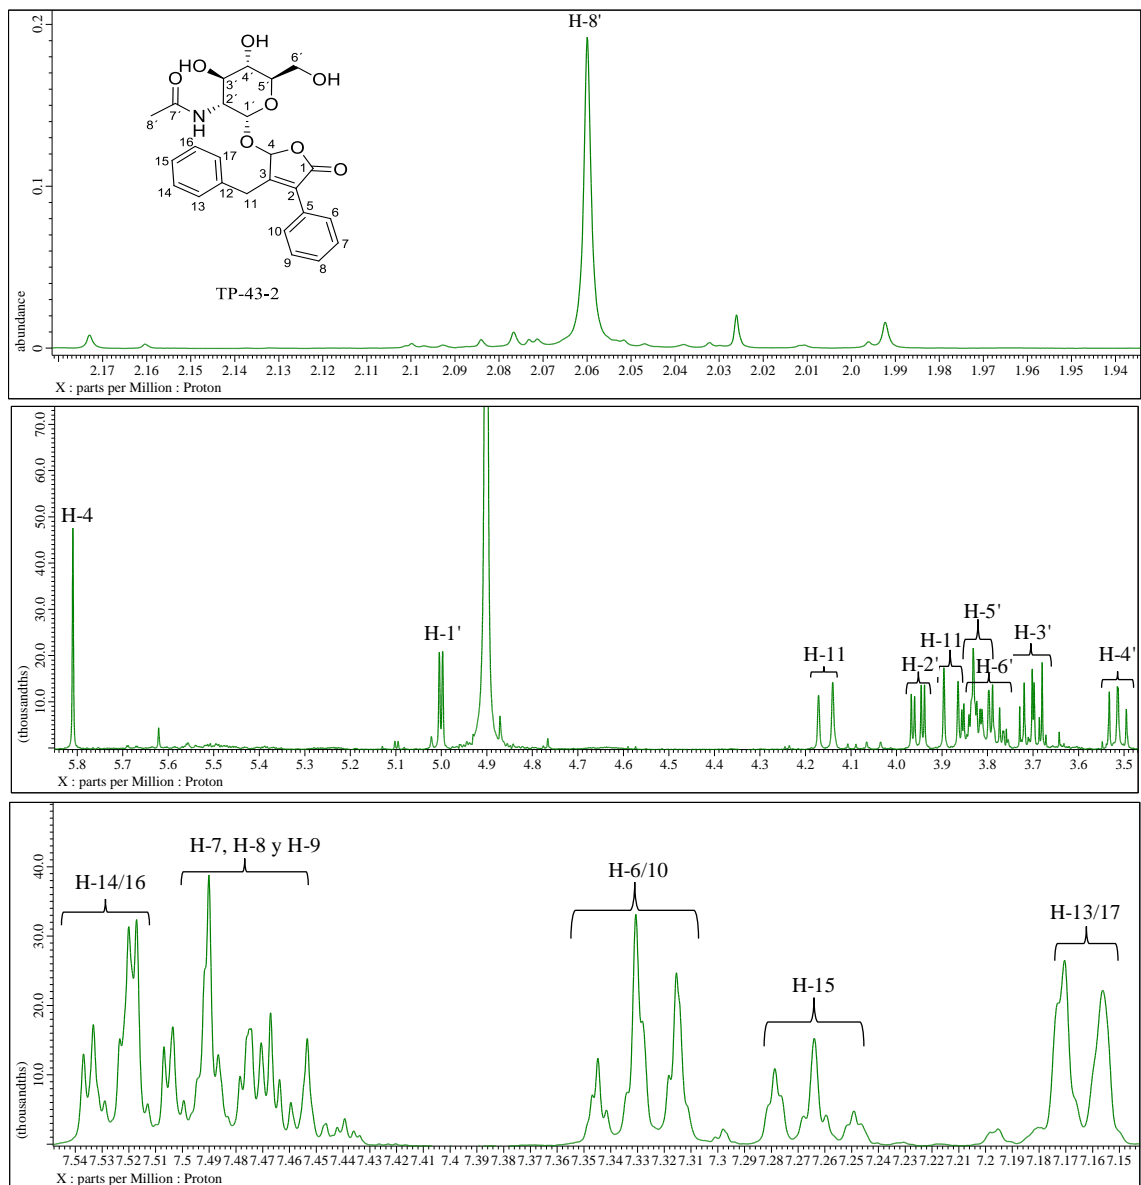 H-8'
0.2
0.1
0
abundance
OH
OH
6´
HO
4´
OH
3´
5´
O
2´
O
7´
N
1´
8´
H
O
4
O
16
17
15
3
1
O
14
12
2
13
11
5
6
10
7
9
8
TP-43-2
2.17 2.16 2.15 2.14 2.13 2.12 2.11 2.1 2.09 2.08 2.07 2.06 2.05 2.04 2.03 2.02 2.01 2.0 1.99 1.98 1.97 1.96 1.95 1.94
X : parts per Million : Proton
70.0
60.0
50.0
40.0
30.0
20.0
10.0
(thousandths)
H-4
H-1'
H-11
H-2'
H-11
H-5'
H-6'
H-3'
H-4'
5.8 5.7 5.6 5.5 5.4 5.3 5.2 5.1 5.0 4.9 4.8 4.7 4.6 4.5 4.4 4.3 4.2 4.1 4.0 3.9 3.8 3.7 3.6 3.5
X : parts per Million : Proton
40.0
30.0
20.0
10.0
(thousandths)
H-14/16
H-7, H-8 y H-9
H-6/10
H-15
H-13/17
7.54 7.53 7.52 7.51 7.5 7.49 7.48 7.47 7.46 7.45 7.44 7.43 7.42 7.41 7.4 7.39 7.38 7.37 7.36 7.35 7.34 7.33 7.32 7.31 7.3 7.29 7.28 7.27 7.26 7.25 7.24 7.23 7.22 7.21 7.2 7.19 7.18 7.17 7.16 7.15
X : parts per Million : Proton